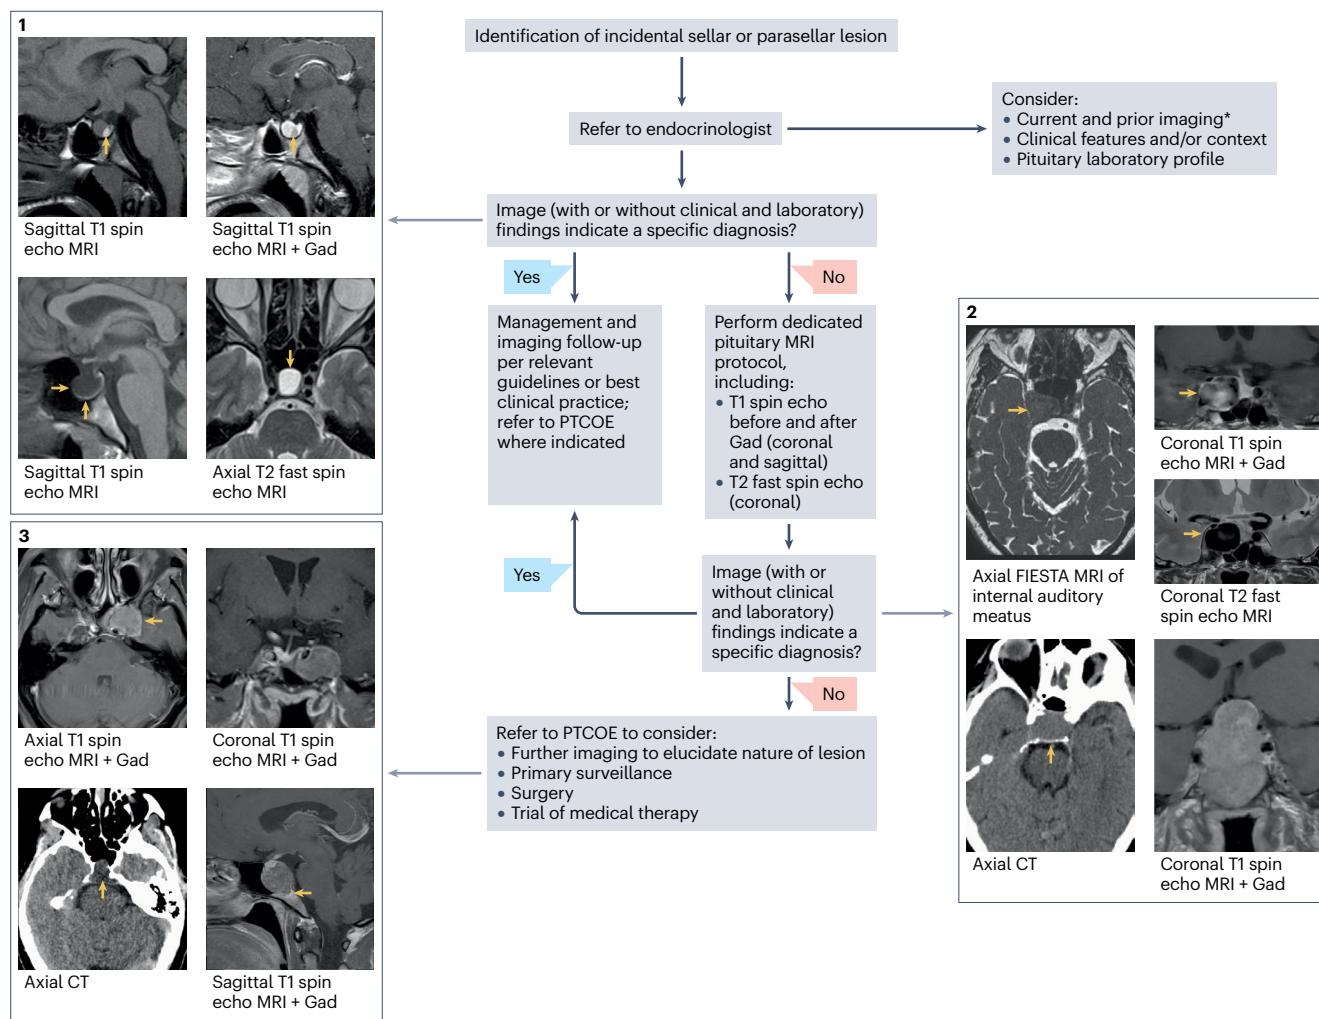 1
Sagittal T1 spin
echo MRI
Sagittal T1 spin
echo MRI + Gad
Sagittal T1 spin
echo MRI
Axial T2 fast spin
echo MRI
Identification of incidental sellar or parasellar lesion
Refer to endocrinologist
Consider:
• Current and prior imaging*
• Clinical features and/or context
• Pituitary laboratory profile
Image (with or without clinical and laboratory)
findings indicate a specific diagnosis?
Yes
No
Management and
imaging follow-up
per relevant
guidelines or best
clinical practice;
refer to PTCOE
where indicated
Perform dedicated
pituitary MRI
protocol,
including:
• T1 spin echo
before and after
Gad (coronal
and sagittal)
• T2 fast spin echo
(coronal)
Yes
Image (with or
without clinical
and laboratory)
findings indicate a
specific diagnosis?
No
2
Axial FIESTA MRI of
internal auditory
meatus
Coronal T1 spin
echo MRI + Gad
Coronal T2 fast
spin echo MRI
Axial CT
Coronal T1 spin
echo MRI + Gad
Refer to PTCOE to consider:
• Further imaging to elucidate nature of lesion
• Primary surveillance
• Surgery
• Trial of medical therapy
3
Axial T1 spin
echo MRI + Gad
Coronal T1 spin
echo MRI + Gad
Axial CT
Sagittal T1 spin
echo MRI + Gad